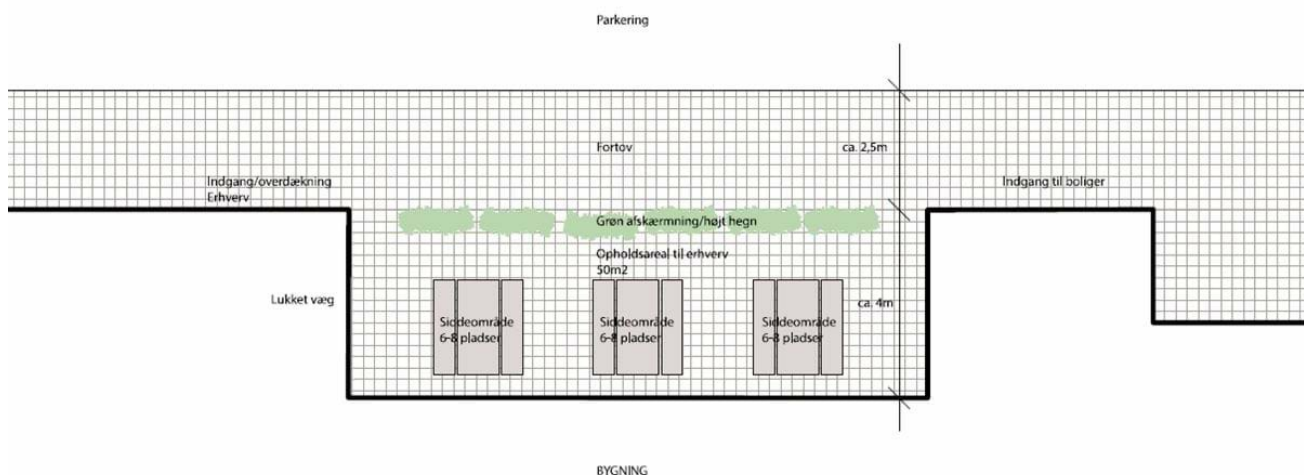 Parkering
Fortov
ca. 2,5m
Indgang/overdækning
Erhverv
Indgang til boliger
Grøn afskærmning/højt hegn
Opholdsareal til erhverv
50m2
Lukket væg
ca. 4m
Siddeområde
6-8 pladser
Siddeområde
6-8 pladser
Siddeområde
6-8 pladser
BYGNING